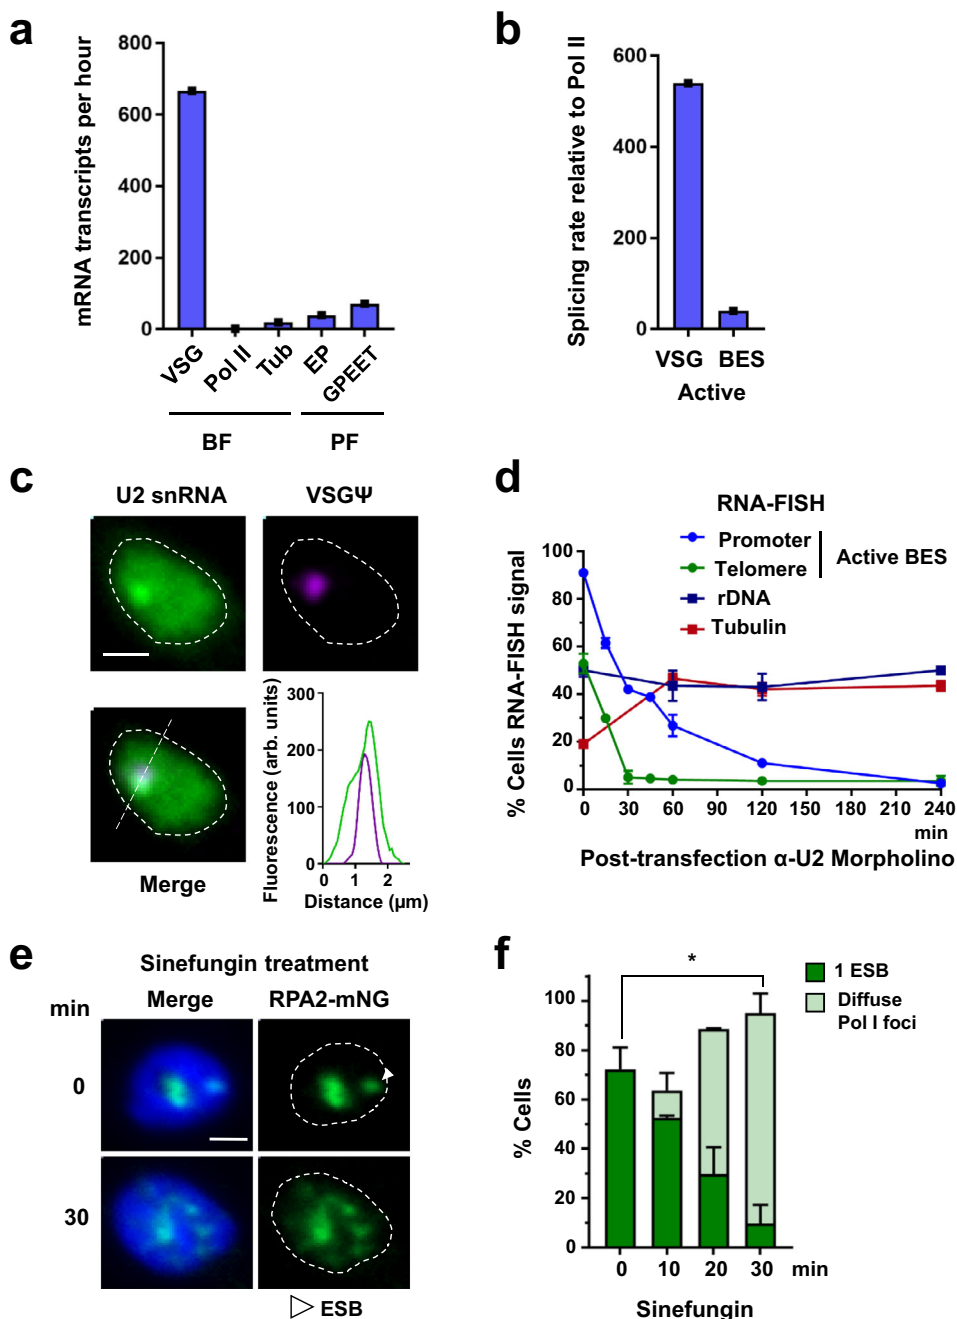 a
mRNA transcripts per hour
800
600
400
200
0
VSG
Pol II
Tub
EP
GPEET
BF
PF
b
Splicing rate relative to Pol II
600
400
200
0
VSG BES
Active
c
U2 snRNA
VSGΨ
Merge
Fluorescence (arb. units)
300
200
100
0
0 1 2
Distance (µm)
d
RNA-FISH
Promoter
Telomere
Active BES
rDNA
Tubulin
% Cells RNA-FISH signal
100
80
60
40
20
0
0 30 60 90 120 150 180 210 240
min
Post-transfection α-U2 Morpholino
e
Sinefungin treatment
min
Merge
RPA2-mNG
0
30
ESB
f
*
1 ESB
Diffuse
Pol I foci
% Cells
100
80
60
40
20
0
0 10 20 30 min
Sinefungin